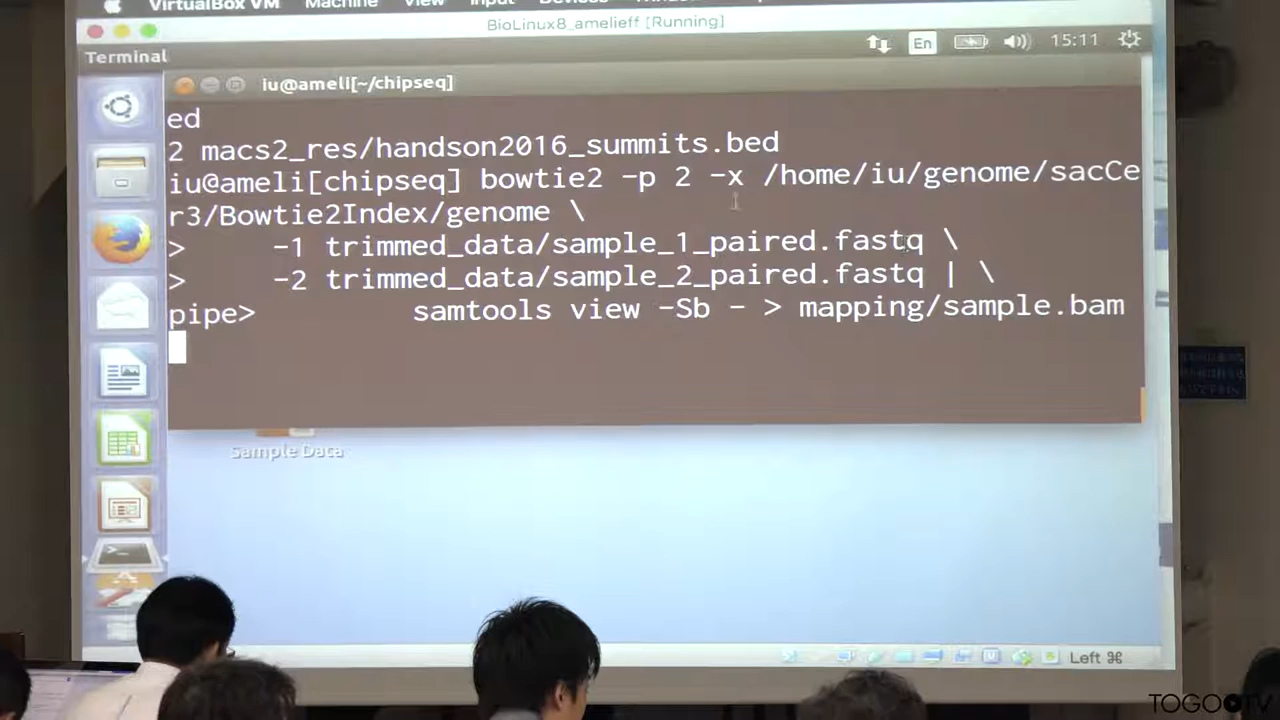 VirtualBox VM Machine View Input Devices
BioLinux8_amelieff [Running]
Terminal En 15:11
iu@ameli[~/chipseq]
ed
2 macs2_res/handson2016_summits.bed
iu@ameli[chipseq] bowtie2 -p 2 -x /home/iu/genome/sacCe
r3/Bowtie2Index/genome \
> -1 trimmed_data/sample_1_paired.fastq \
> -2 trimmed_data/sample_2_paired.fastq | \
pipe> samtools view -Sb - > mapping/sample.bam
Sample Data
Left ⌘
TOGOTV